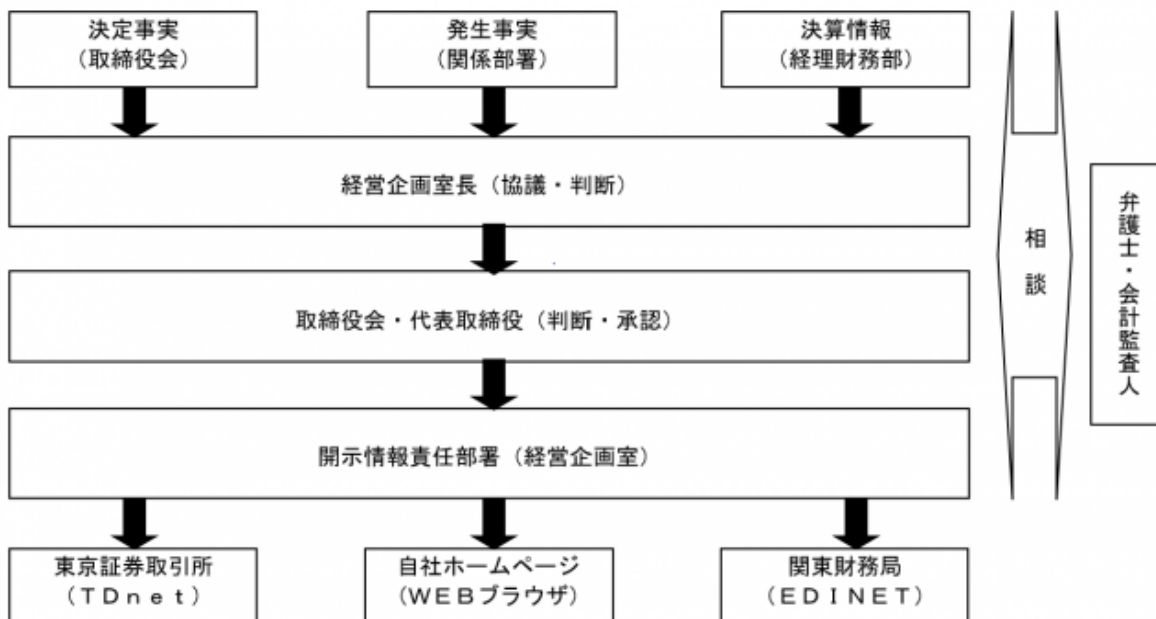 決定事実
（取締役会）
発生事実
（関係部署）
決算情報
（経理財務部）
経営企画室長（協議・判断）
取締役会・代表取締役（判断・承認）
開示情報責任部署（経営企画室）
東京証券取引所
（ＴＤｎｅｔ）
自社ホームページ
（ＷＥＢブラウザ）
関東財務局
（ＥＤＩＮＥＴ）
相談
弁護士・会計監査人